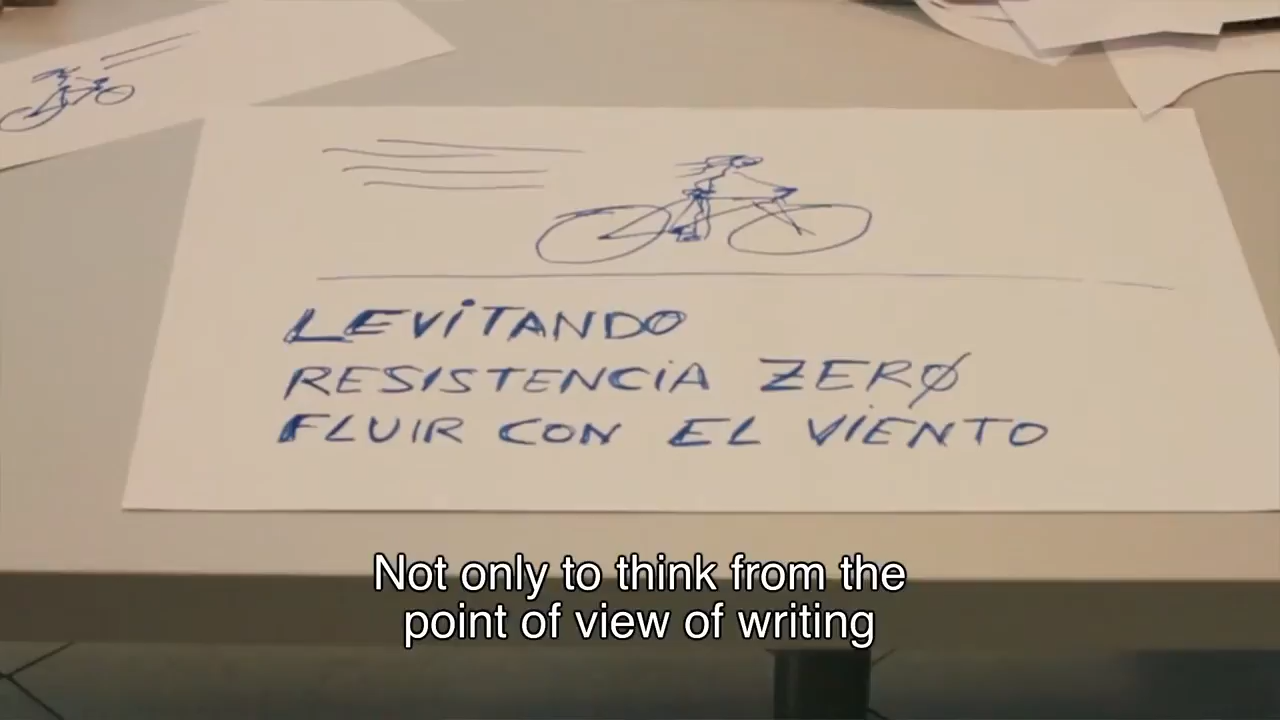 LEViTANDO
RESISTENCiA ZERØ
FLUIR CON EL ViENTO
Not only to think from the
point of view of writing